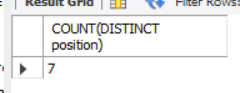 Result Grid Filter Rows:
COUNT(DISTINCT
position)
7